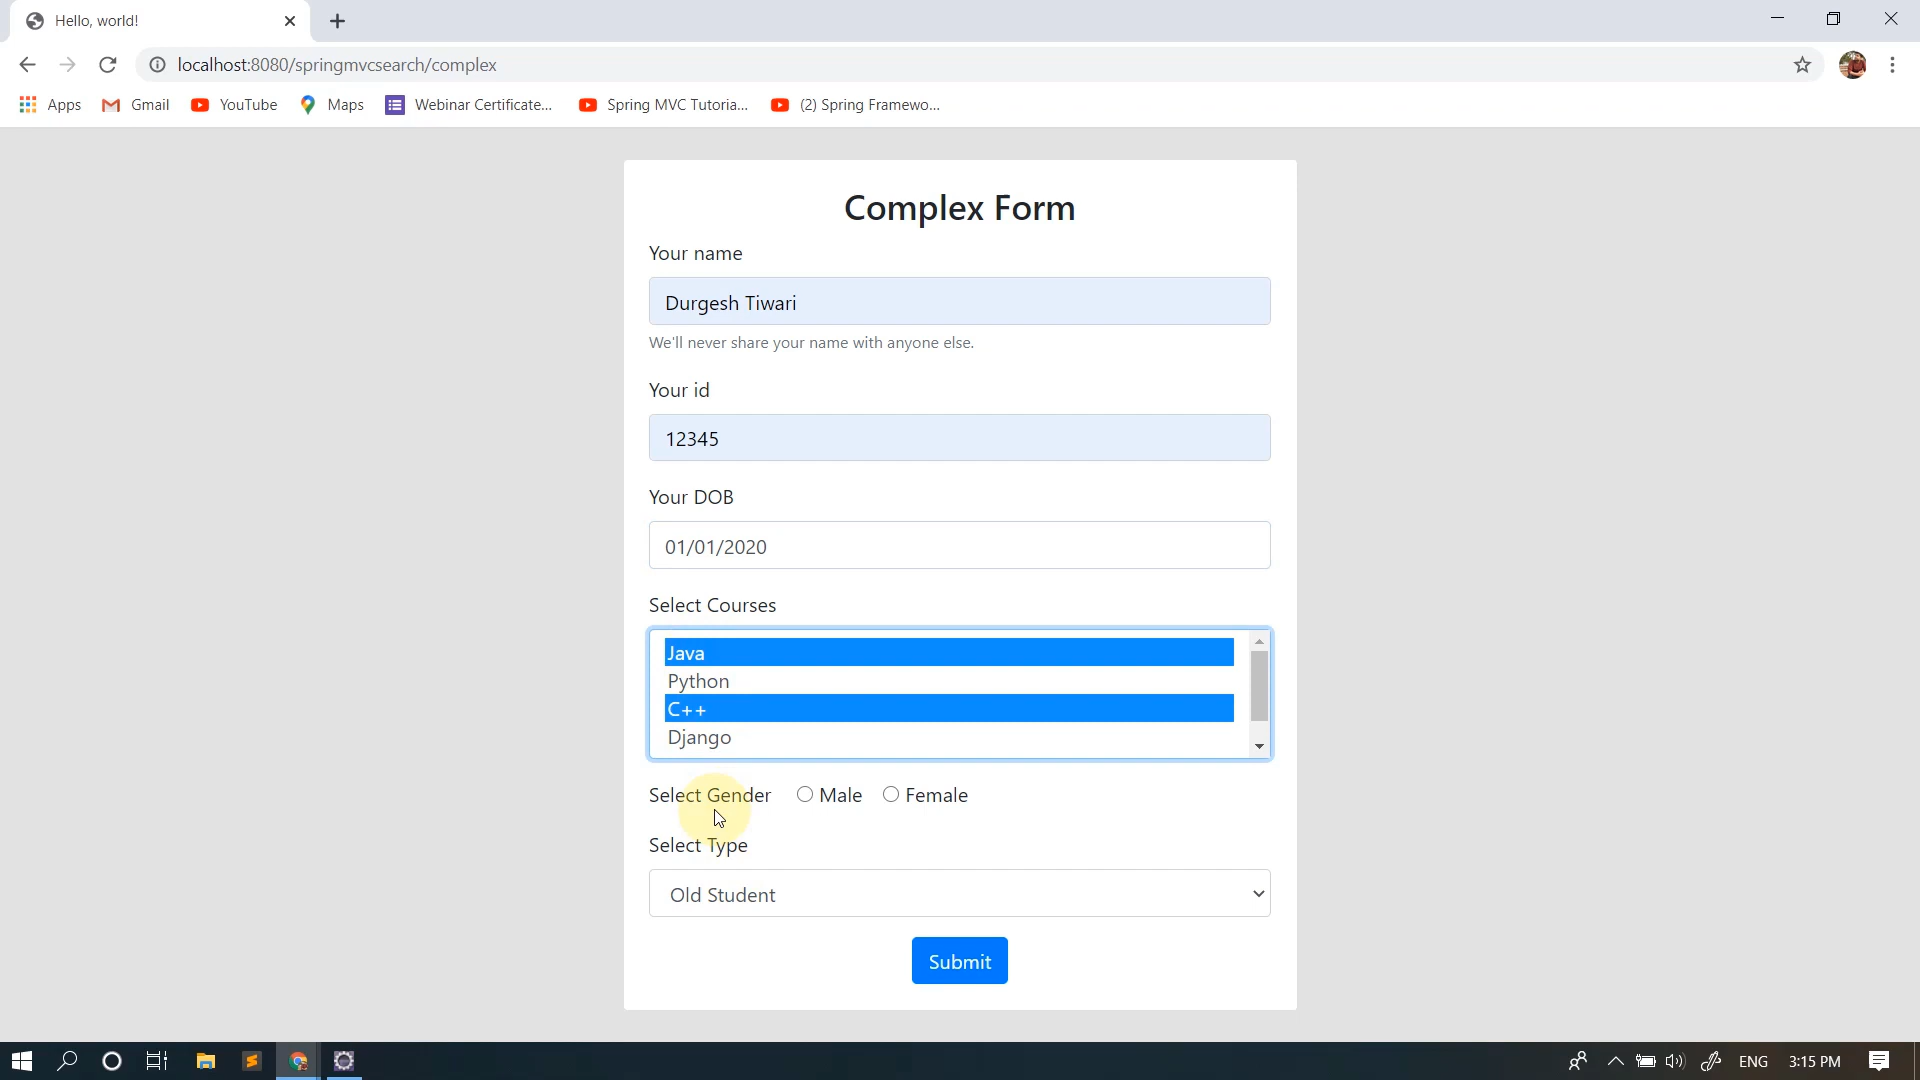 Hello, world!
localhost:8080/springmvcsearch/complex
Apps Gmail YouTube Maps Webinar Certificate... Spring MVC Tutoria... (2) Spring Framewo...
Complex Form
Your name
Durgesh Tiwari
We'll never share your name with anyone else.
Your id
12345
Your DOB
01/01/2020
Select Courses
Java
Python
C++
Django
Select Gender Male Female
Select Type
Old Student
Submit
ENG 3:15 PM